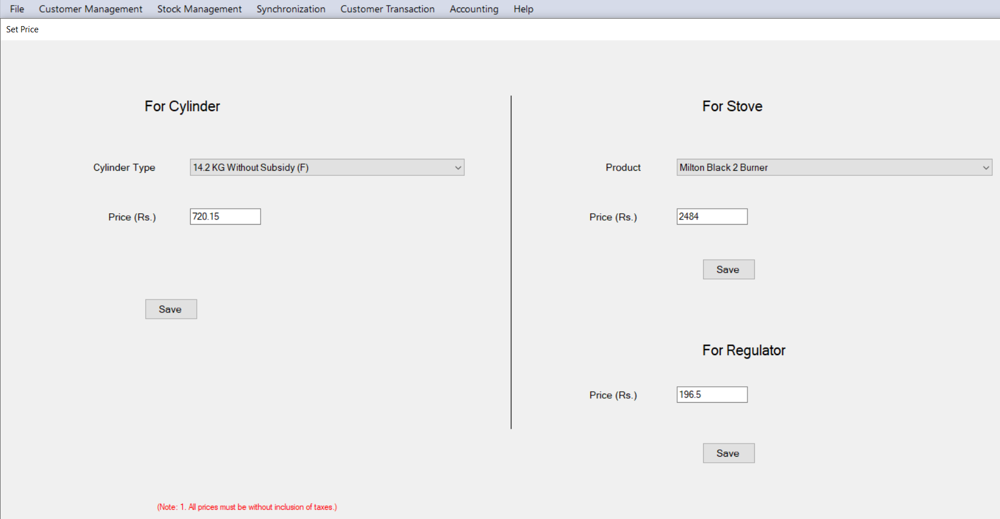 File Customer Management Stock Management Synchronization Customer Transaction Accounting Help
Set Price
For Cylinder
Cylinder Type 14.2 KG Without Subsidy (F)
Price (Rs.) 720.15
Save
For Stove
Product Milton Black 2 Burner
Price (Rs.) 2484
Save
For Regulator
Price (Rs.) 196.5
Save
(Note: 1. All prices must be without inclusion of taxes.)